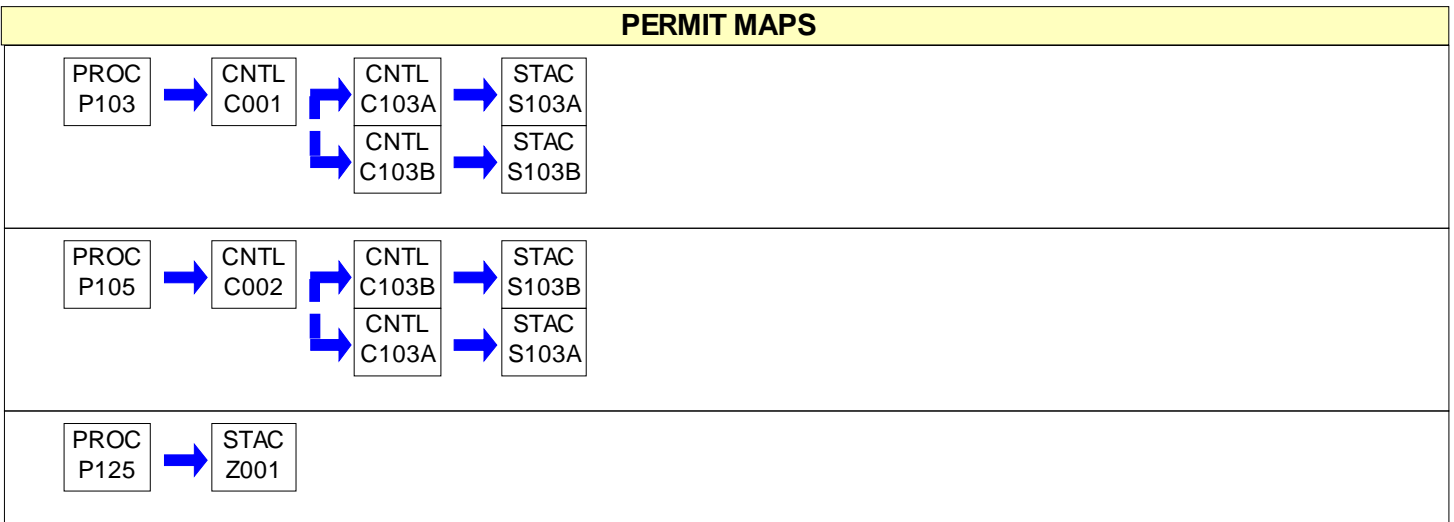 PERMIT MAPS
PROC CNTL CNTL STAC
P103 C001 C103A S103A
CNTL STAC
C103B S103B
PROC CNTL CNTL STAC
P105 C002 C103B S103B
CNTL STAC
C103A S103A
PROC STAC
P125 Z001